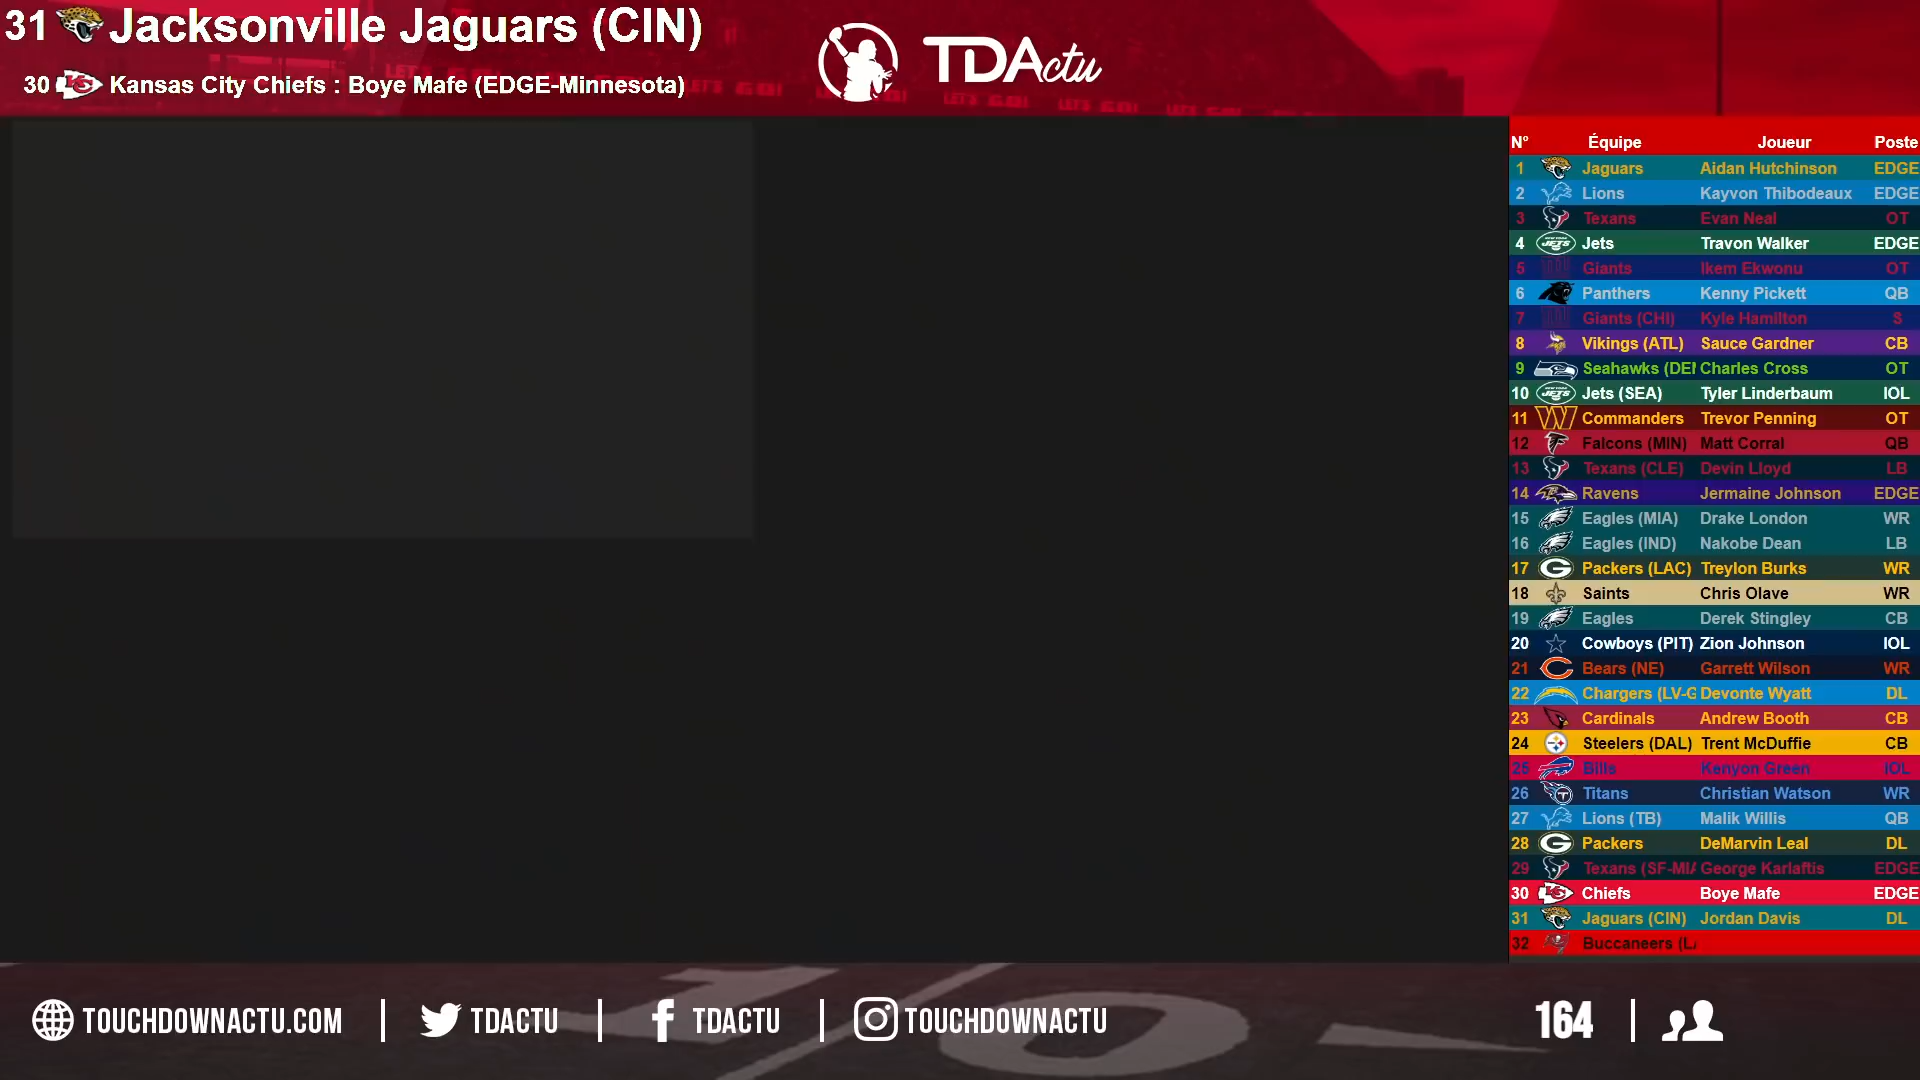 31 Jacksonville Jaguars (CIN)
30 Kansas City Chiefs : Boye Mafe (EDGE-Minnesota)
TDActu
N° Équipe Joueur Poste
1 Jaguars Aidan Hutchinson EDGE
2 Lions Kayvon Thibodeaux EDGE
3 Texans Evan Neal OT
4 Jets Travon Walker EDGE
5 Giants Ikem Ekwonu OT
6 Panthers Kenny Pickett QB
7 Giants (CHI) Kyle Hamilton S
8 Vikings (ATL) Sauce Gardner CB
9 Seahawks (DEN Charles Cross OT
10 Jets (SEA) Tyler Linderbaum IOL
11 Commanders Trevor Penning OT
12 Falcons (MIN) Matt Corral QB
13 Texans (CLE) Devin Lloyd LB
14 Ravens Jermaine Johnson EDGE
15 Eagles (MIA) Drake London WR
16 Eagles (IND) Nakobe Dean LB
17 Packers (LAC) Treylon Burks WR
18 Saints Chris Olave WR
19 Eagles Derek Stingley CB
20 Cowboys (PIT) Zion Johnson IOL
21 Bears (NE) Garrett Wilson WR
22 Chargers (LV-G Devonte Wyatt DL
23 Cardinals Andrew Booth CB
24 Steelers (DAL) Trent McDuffie CB
25 Bills Kenyon Green IOL
26 Titans Christian Watson WR
27 Lions (TB) Malik Willis QB
28 Packers DeMarvin Leal DL
29 Texans (SF-MIA George Karlaftis EDGE
30 Chiefs Boye Mafe EDGE
31 Jaguars (CIN) Jordan Davis DL
32 Buccaneers (LA
TOUCHDOWNACTU.COM | TDACTU | TDACTU | TOUCHDOWNACTU
164